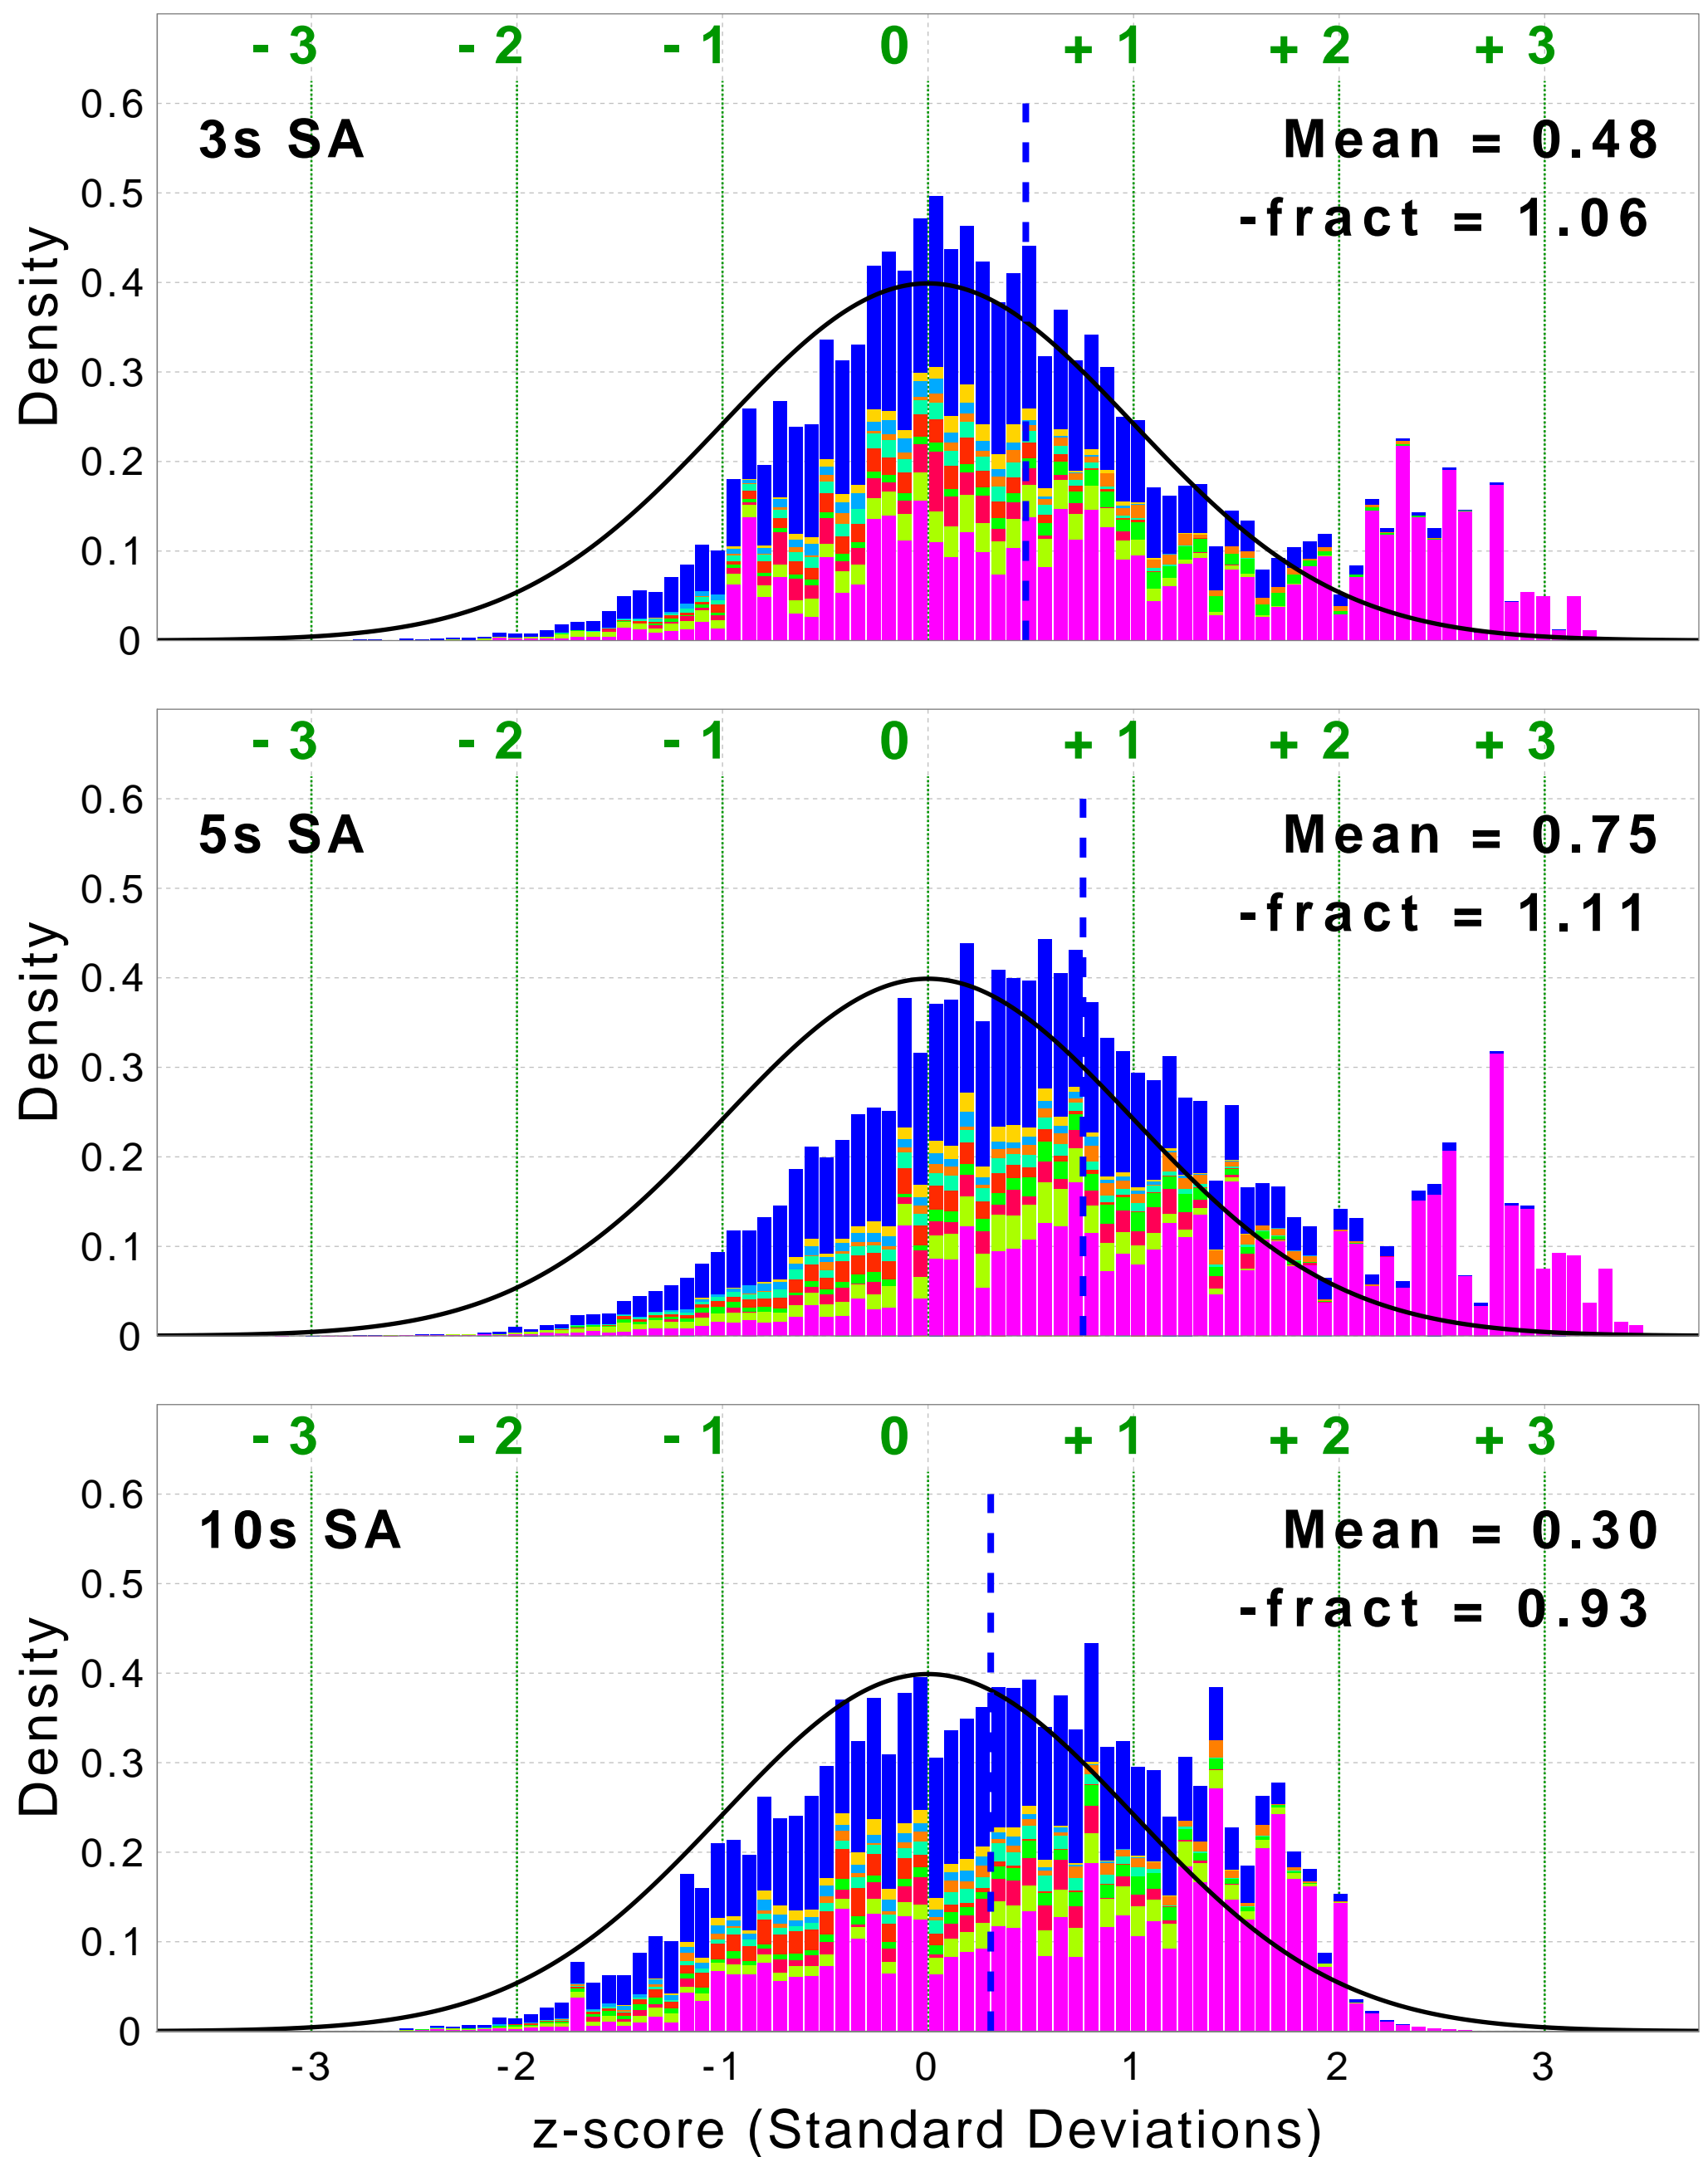 - 3 - 2 - 1 0 + 1 + 2 + 3
0.6
3s SA
Mean = 0.48
0.5
-fract = 1.06
0.4
0.3
0.2
0.1
0
Density
- 3 - 2 - 1 0 + 1 + 2 + 3
0.6
5s SA
Mean = 0.75
0.5
-fract = 1.11
0.4
0.3
0.2
0.1
0
Density
- 3 - 2 - 1 0 + 1 + 2 + 3
0.6
10s SA
Mean = 0.30
0.5
-fract = 0.93
0.4
0.3
0.2
0.1
0
Density
-3 -2 -1 0 1 2 3
z-score (Standard Deviations)